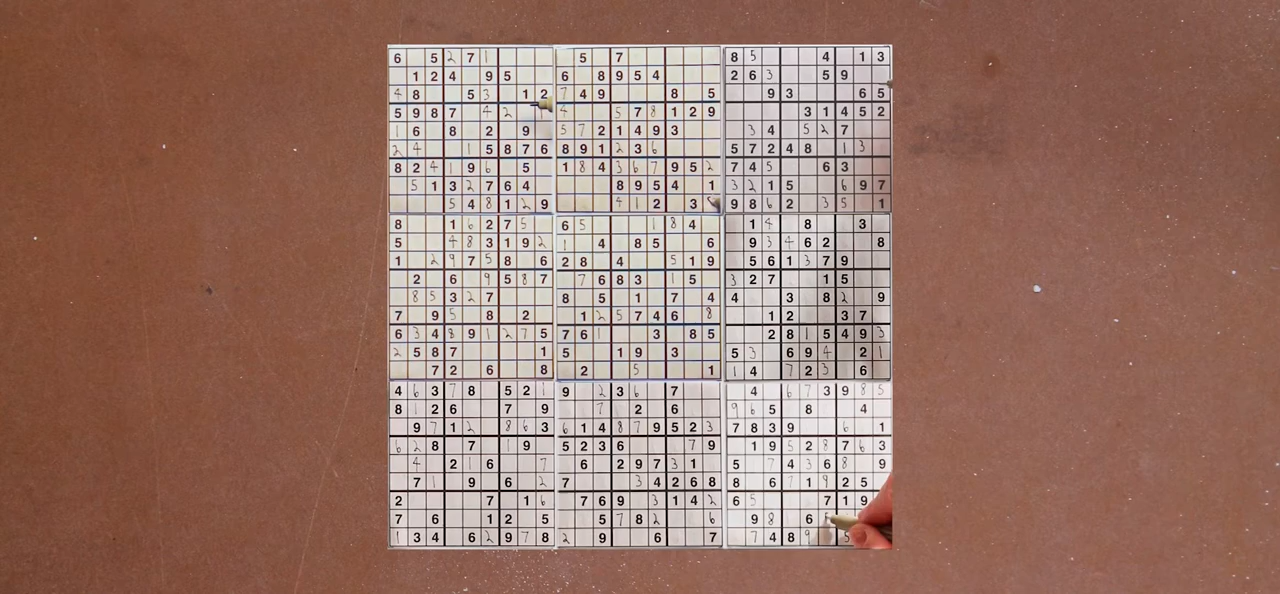 6 5 2 7 1
1 2 4 9 5
4 8 5 3 1 2
5 9 8 7 4 2
1 6 8 2 9
2 4 1 5 8 7 6
8 2 4 1 9 6 5
5 1 3 2 7 6 4
5 4 8 1 2 9
5 7
6 8 9 5 4
7 4 9 8 5
4 5 7 8 1 2 9
5 7 2 1 4 9 3
8 9 1 2 3 6
1 8 4 3 6 7 9 5 2
8 9 5 4 1
4 1 2 3
8 5 4 1 3
2 6 3 5 9
9 3 6 5
3 1 4 5 2
3 4 5 2 7
5 7 2 4 8 1 3
7 4 5 6 3
3 2 1 5 6 9 7
9 8 6 2 3 5 1
8 1 6 2 7 5
5 4 8 3 1 9 2
1 2 9 7 5 8 6
2 6 9 5 8 7
8 5 3 2 7
7 9 5 8 2
6 3 4 8 9 1 2 7 5
2 5 8 7 1
7 2 6 8
6 5 1 8 4
1 4 8 5 6
2 8 4 5 1 9
7 6 8 3 1 5
8 5 1 7 4
1 2 5 7 4 6 8
7 6 1 3 8 5
5 1 9 3
2 5 1
1 4 8 3
9 3 4 6 2 8
5 6 1 3 7 9
3 2 7 1 5
4 3 8 2 9
1 2 3 7
2 8 1 5 4 9 3
5 3 6 9 4 2 1
1 4 7 2 3 6
4 6 3 7 8 5 2 1
8 1 2 6 7 9
9 7 1 2 8 6 3
6 2 8 7 1 9
4 2 1 6 7
7 1 9 6 2
2 7 1 6
7 6 1 2 5
1 3 4 6 2 9 7 8
9 2 3 6 7
7 2 6
6 1 4 8 7 9 5 2 3
5 2 3 6 7 9
6 2 9 7 3 1
7 3 4 2 6 8
7 6 9 3 1 4 2
5 7 8 2 6
2 9 6 7
4 6 7 3 9 8 5
9 6 5 8 4
7 8 3 9 6 1
1 9 5 2 8 7 6 3
5 7 4 3 6 8 9
8 6 7 1 9 2 5
6 5 7 1 9
9 8 6
7 4 8 9 5